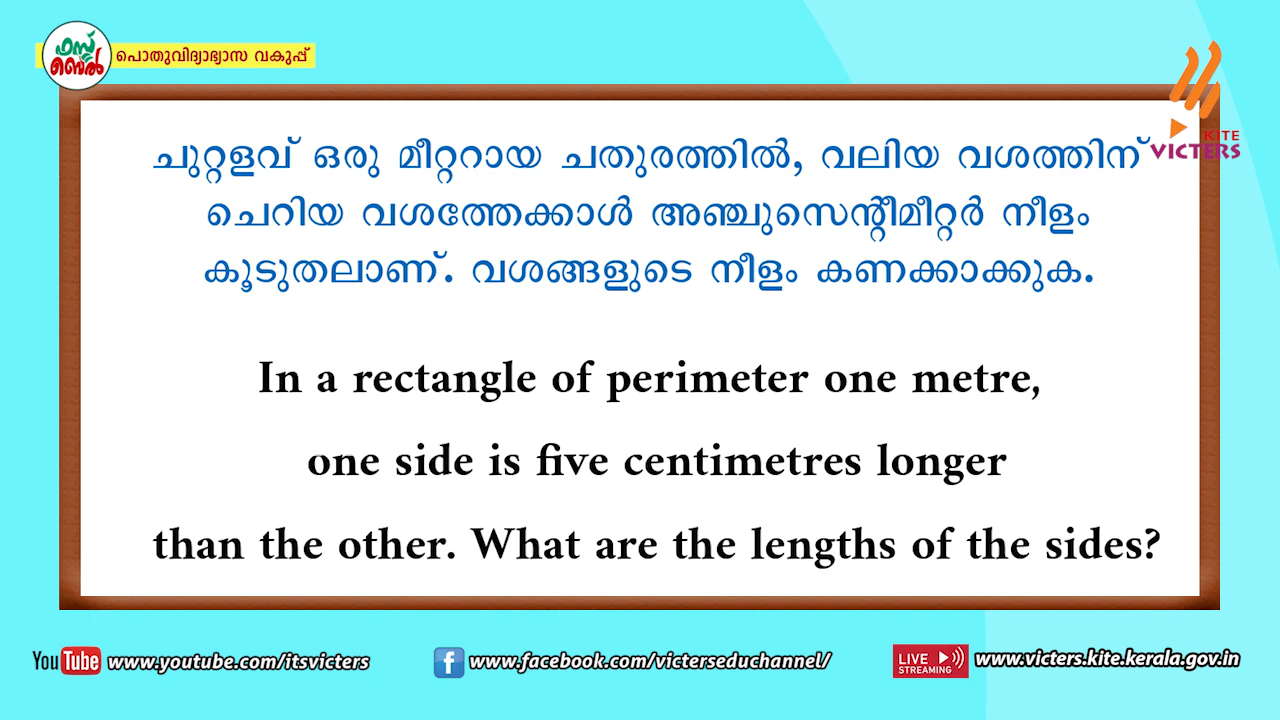 ഫസ്റ്റ്
ബെൽ
പൊതുവിദ്യാഭ്യാസ വകുപ്പ്
KITE
VICTERS
ചുറ്റളവ് ഒരു മീറ്ററായ ചതുരത്തിൽ, വലിയ വശത്തിന്
ചെറിയ വശത്തേക്കാൾ അഞ്ചുസെന്റീമീറ്റർ നീളം
കൂടുതലാണ്. വശങ്ങളുടെ നീളം കണക്കാക്കുക.
In a rectangle of perimeter one metre,
one side is five centimetres longer
than the other. What are the lengths of the sides?
YouTube www.youtube.com/itsvicters
f www.facebook.com/victerseduchannel/
LIVE STREAMING www.victers.kite.kerala.gov.in